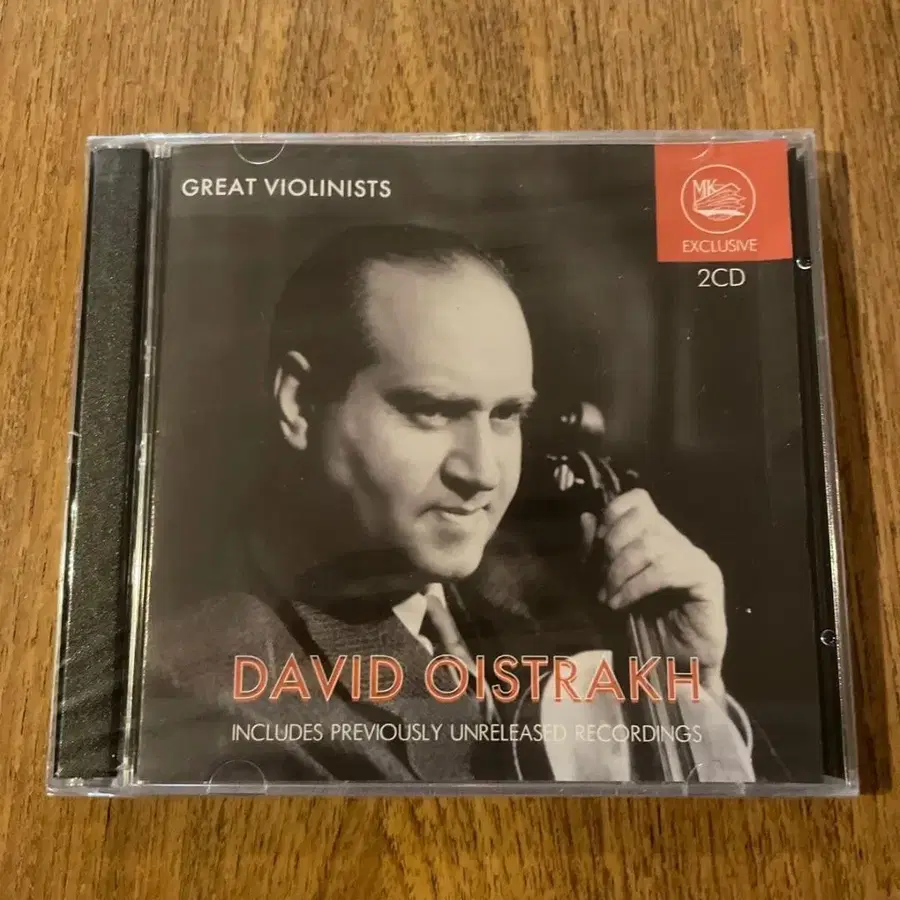 GREAT VIOLINISTS
MK
EXCLUSIVE
2CD
DAVID OISTRAKH
INCLUDES PREVIOUSLY UNRELEASED RECORDINGS